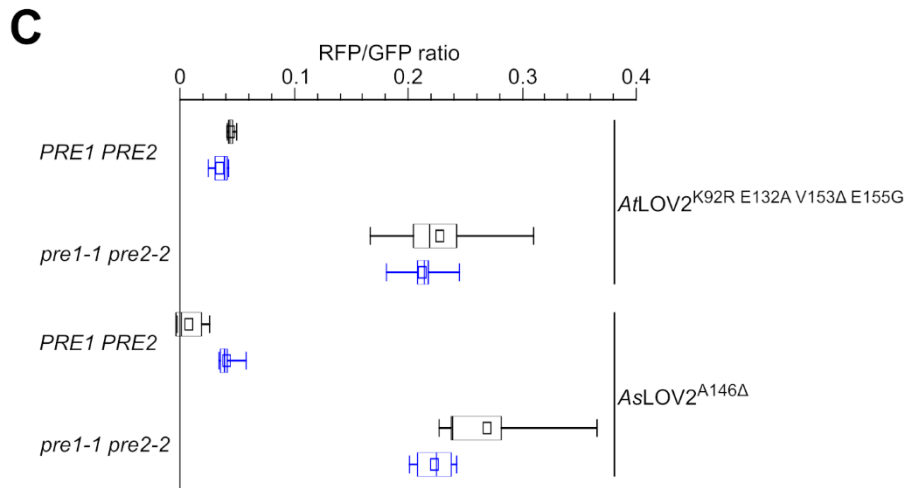 C
RFP/GFP ratio
0 0.1 0.2 0.3 0.4
PRE1 PRE2
AtLOV2K92R E132A V153Δ E155G
pre1-1 pre2-2
PRE1 PRE2
AsLOV2A146Δ
pre1-1 pre2-2